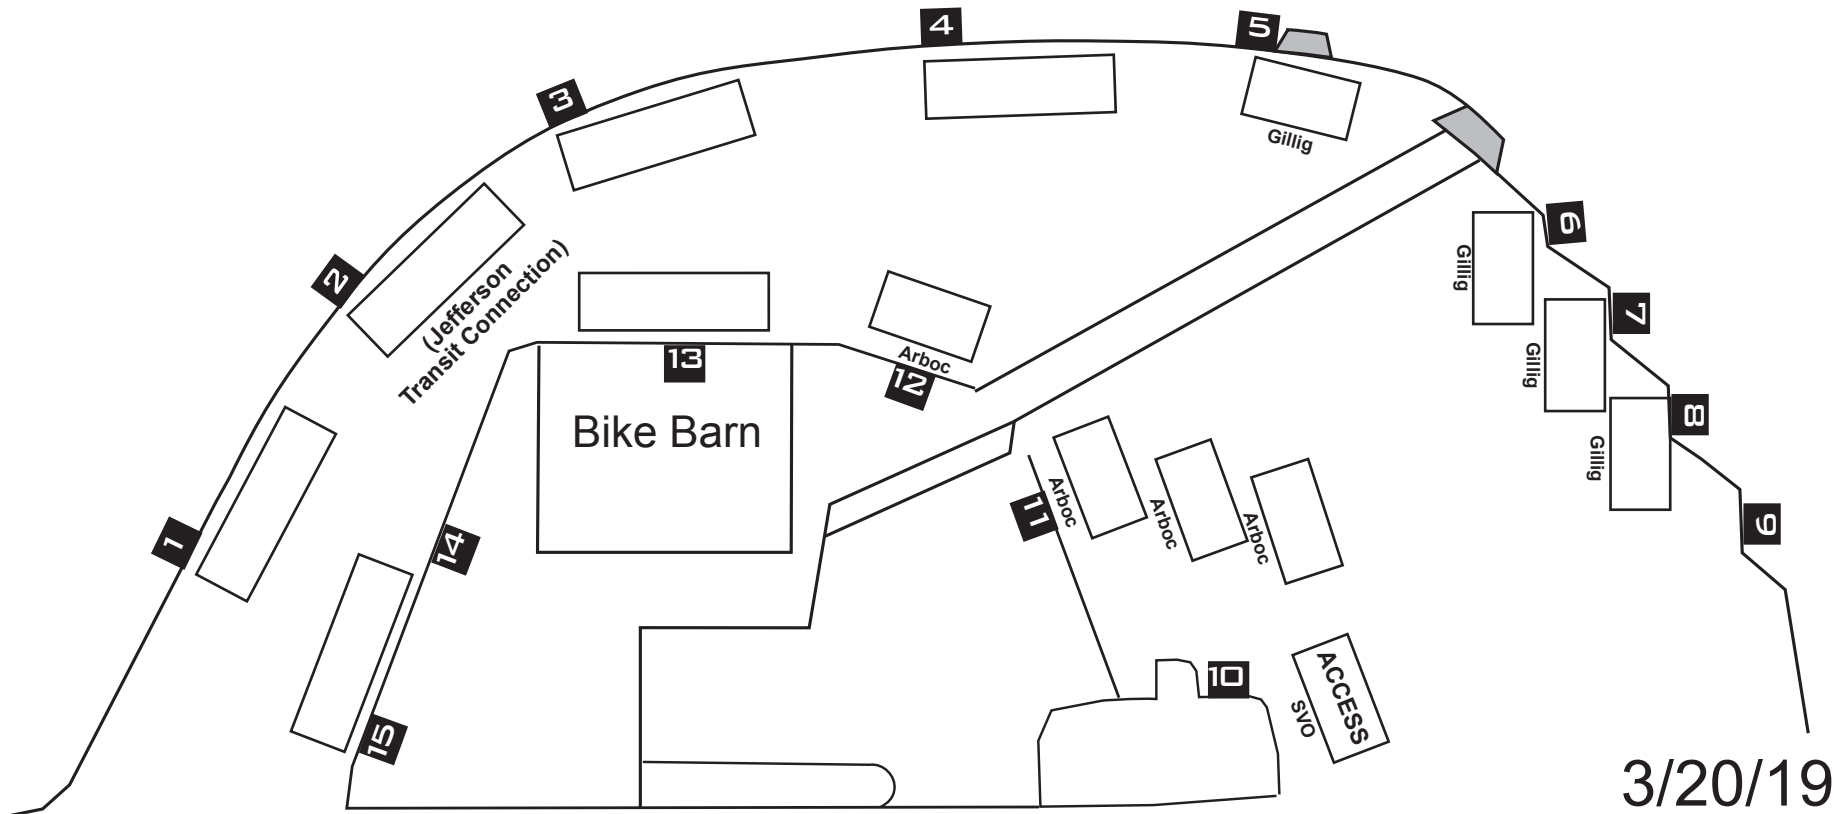 4
5
3
Gillig
6
Gillig
2
(Jefferson
Transit Connection)
7
Gillig
13
Arboc
12
8
Gillig
Bike Barn
1
14
11
Arboc
Arboc
Arboc
9
15
10
ACCESS
SVO
3/20/19